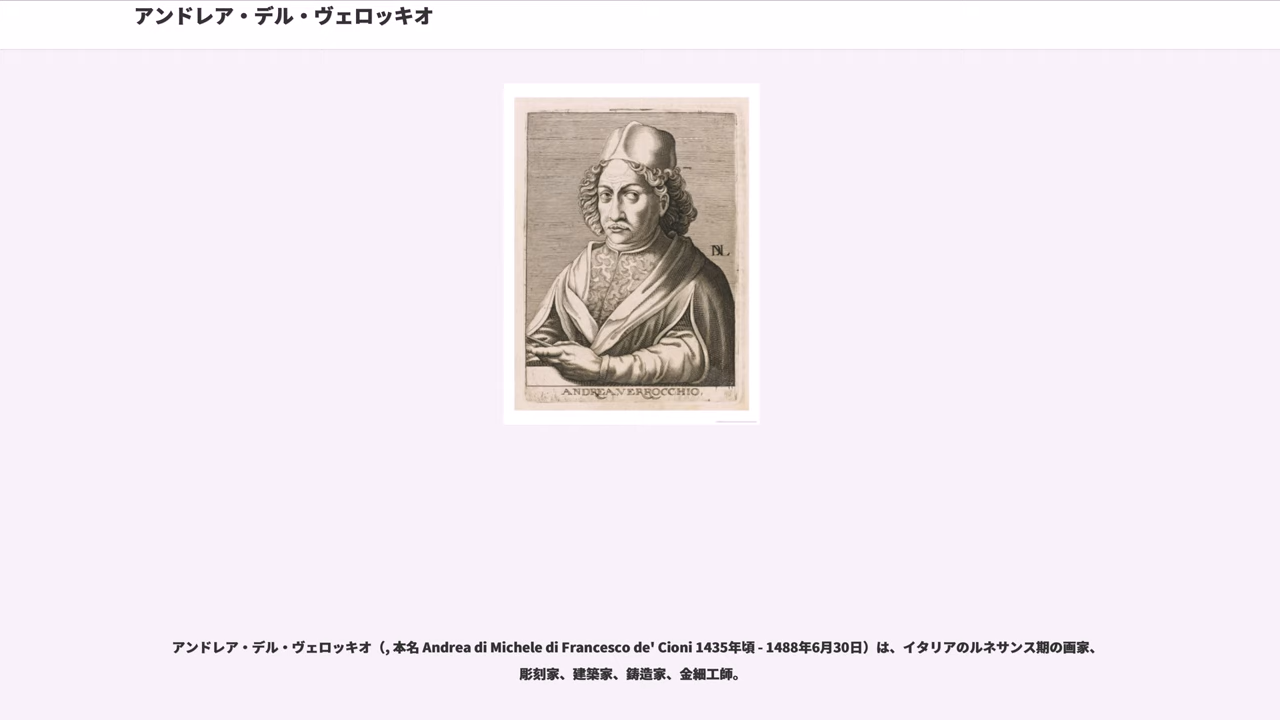 アンドレア・デル・ヴェロッキオ
DNL
ANDREA VERROCCHIO.
アンドレア・デル・ヴェロッキオ（, 本名 Andrea di Michele di Francesco de' Cioni 1435年頃 - 1488年6月30日）は、イタリアのルネサンス期の画家、
彫刻家、建築家、鋳造家、金細工師。